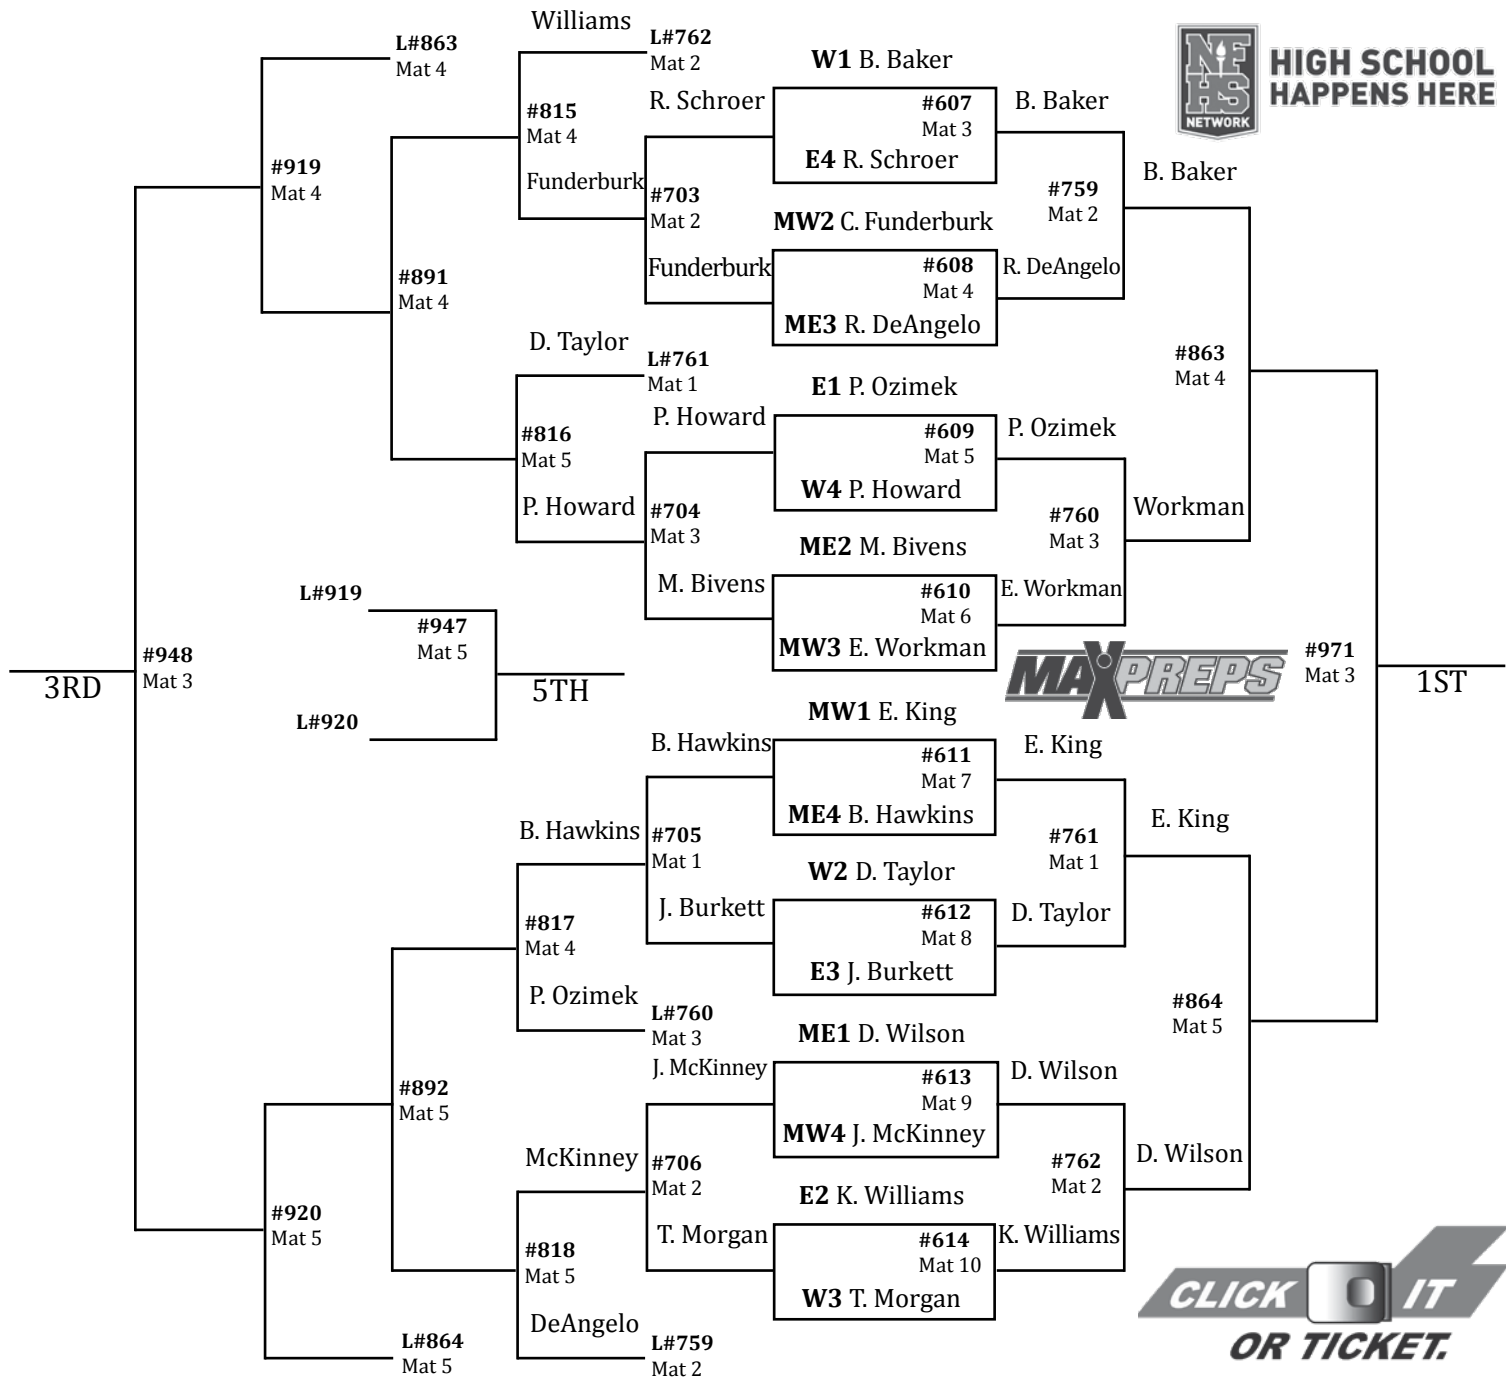 Williams
L#863
Mat 4
L#762
Mat 2
W1 B. Baker
NFHS
NETWORK
HIGH SCHOOL
HAPPENS HERE
#815
Mat 4
R. Schroer
#607
Mat 3
B. Baker
E4 R. Schroer
#919
Mat 4
Funderburk
#703
Mat 2
#759
Mat 2
B. Baker
MW2 C. Funderburk
#891
Mat 4
Funderburk
#608
Mat 4
R. DeAngelo
ME3 R. DeAngelo
D. Taylor
L#761
Mat 1
#863
Mat 4
E1 P. Ozimek
P. Howard
#816
Mat 5
#609
Mat 5
P. Ozimek
W4 P. Howard
P. Howard
#704
Mat 3
#760
Mat 3
Workman
ME2 M. Bivens
M. Bivens
#610
Mat 6
E. Workman
MW3 E. Workman
L#919
#947
Mat 5
L#920
5TH
#948
Mat 3
3RD
MAXPREPS
#971
Mat 3
1ST
MW1 E. King
B. Hawkins
#611
Mat 7
E. King
ME4 B. Hawkins
B. Hawkins
#705
Mat 1
#761
Mat 1
E. King
W2 D. Taylor
J. Burkett
#612
Mat 8
D. Taylor
#817
Mat 4
E3 J. Burkett
P. Ozimek
L#760
Mat 3
#864
Mat 5
ME1 D. Wilson
J. McKinney
#613
Mat 9
D. Wilson
#892
Mat 5
MW4 J. McKinney
McKinney
#706
Mat 2
#762
Mat 2
D. Wilson
E2 K. Williams
#920
Mat 5
#818
Mat 5
T. Morgan
#614
Mat 10
K. Williams
W3 T. Morgan
DeAngelo
L#864
Mat 5
L#759
Mat 2
CLICK IT
OR TICKET.